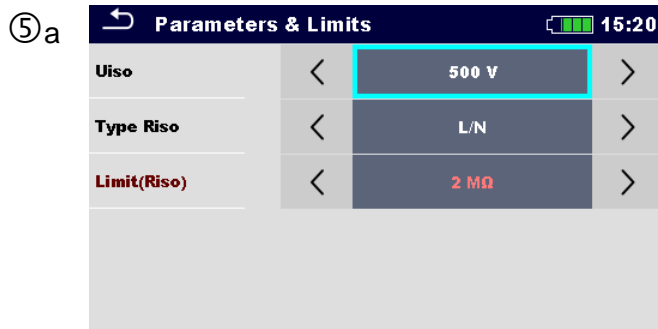 ⑤a
Parameters & Limits 15:20
Uiso < 500 V >
Type Riso < L/N >
Limit(Riso) < 2 MΩ >